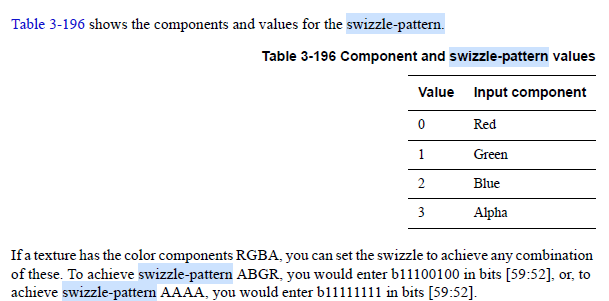 Table 3-196 shows the components and values for the swizzle-pattern.
Table 3-196 Component and swizzle-pattern values
Value Input component
0 Red
1 Green
2 Blue
3 Alpha
If a texture has the color components RGBA, you can set the swizzle to achieve any combination
of these. To achieve swizzle-pattern ABGR, you would enter b11100100 in bits [59:52], or, to
achieve swizzle-pattern AAAA, you would enter b11111111 in bits [59:52].